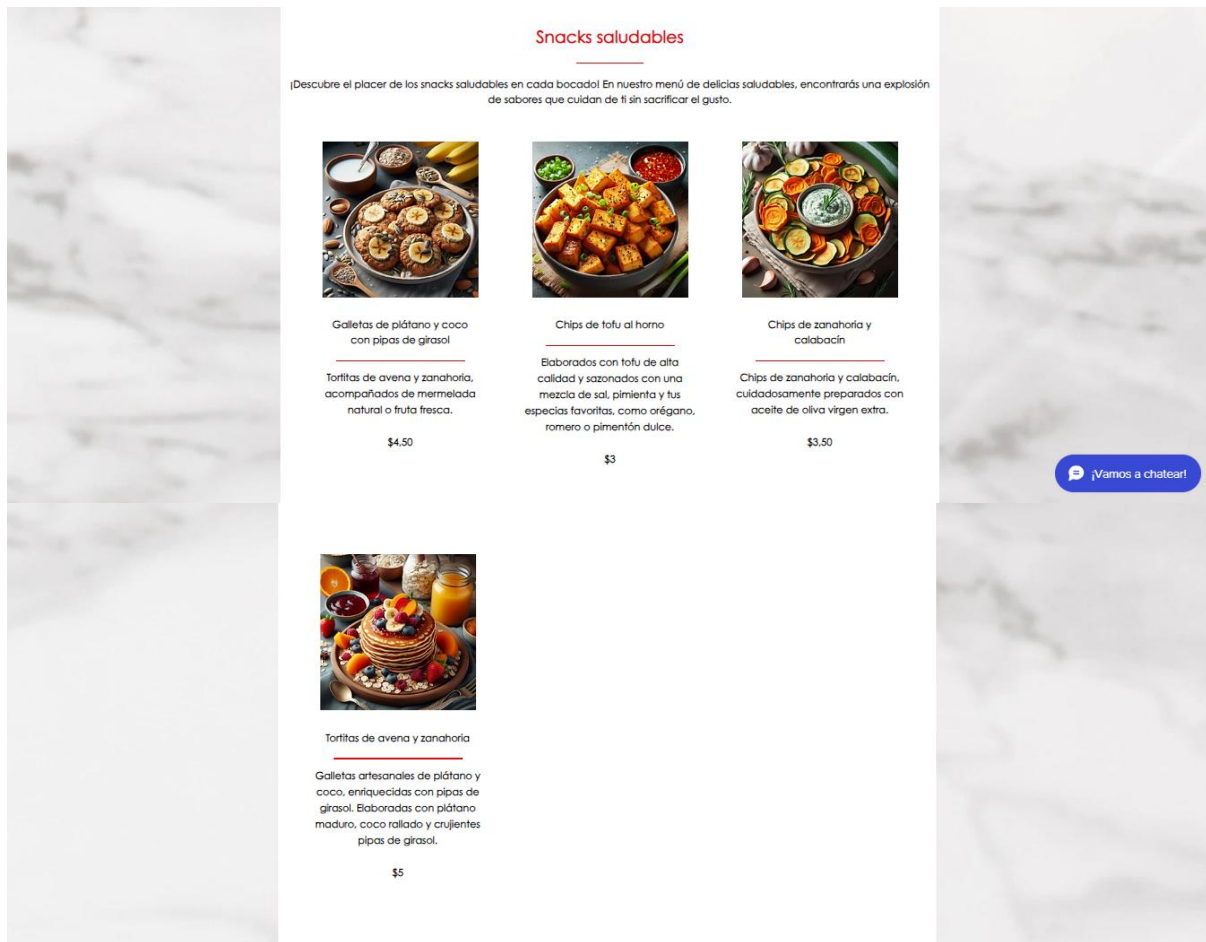 Snacks saludables
¡Descubre el placer de los snacks saludables en cada bocado! En nuestro menú de delicias saludables, encontrarás una explosión
de sabores que cuidan de ti sin sacrificar el gusto.
Galletas de plátano y coco
con pipas de girasol
Tortitas de avena y zanahoria,
acompañados de mermelada
natural o fruta fresca.
$4,50
Chips de tofu al horno
Elaborados con tofu de alta
calidad y sazonados con una
mezcla de sal, pimienta y tus
especias favoritas, como orégano,
romero o pimentón dulce.
$3
Chips de zanahoria y
calabacín
Chips de zanahoria y calabacín,
cuidadosamente preparados con
aceite de oliva virgen extra.
$3,50
¡Vamos a chatear!
Tortitas de avena y zanahoria
Galletas artesanales de plátano y
coco, enriquecidas con pipas de
girasol. Elaboradas con plátano
maduro, coco rallado y crujientes
pipas de girasol.
$5